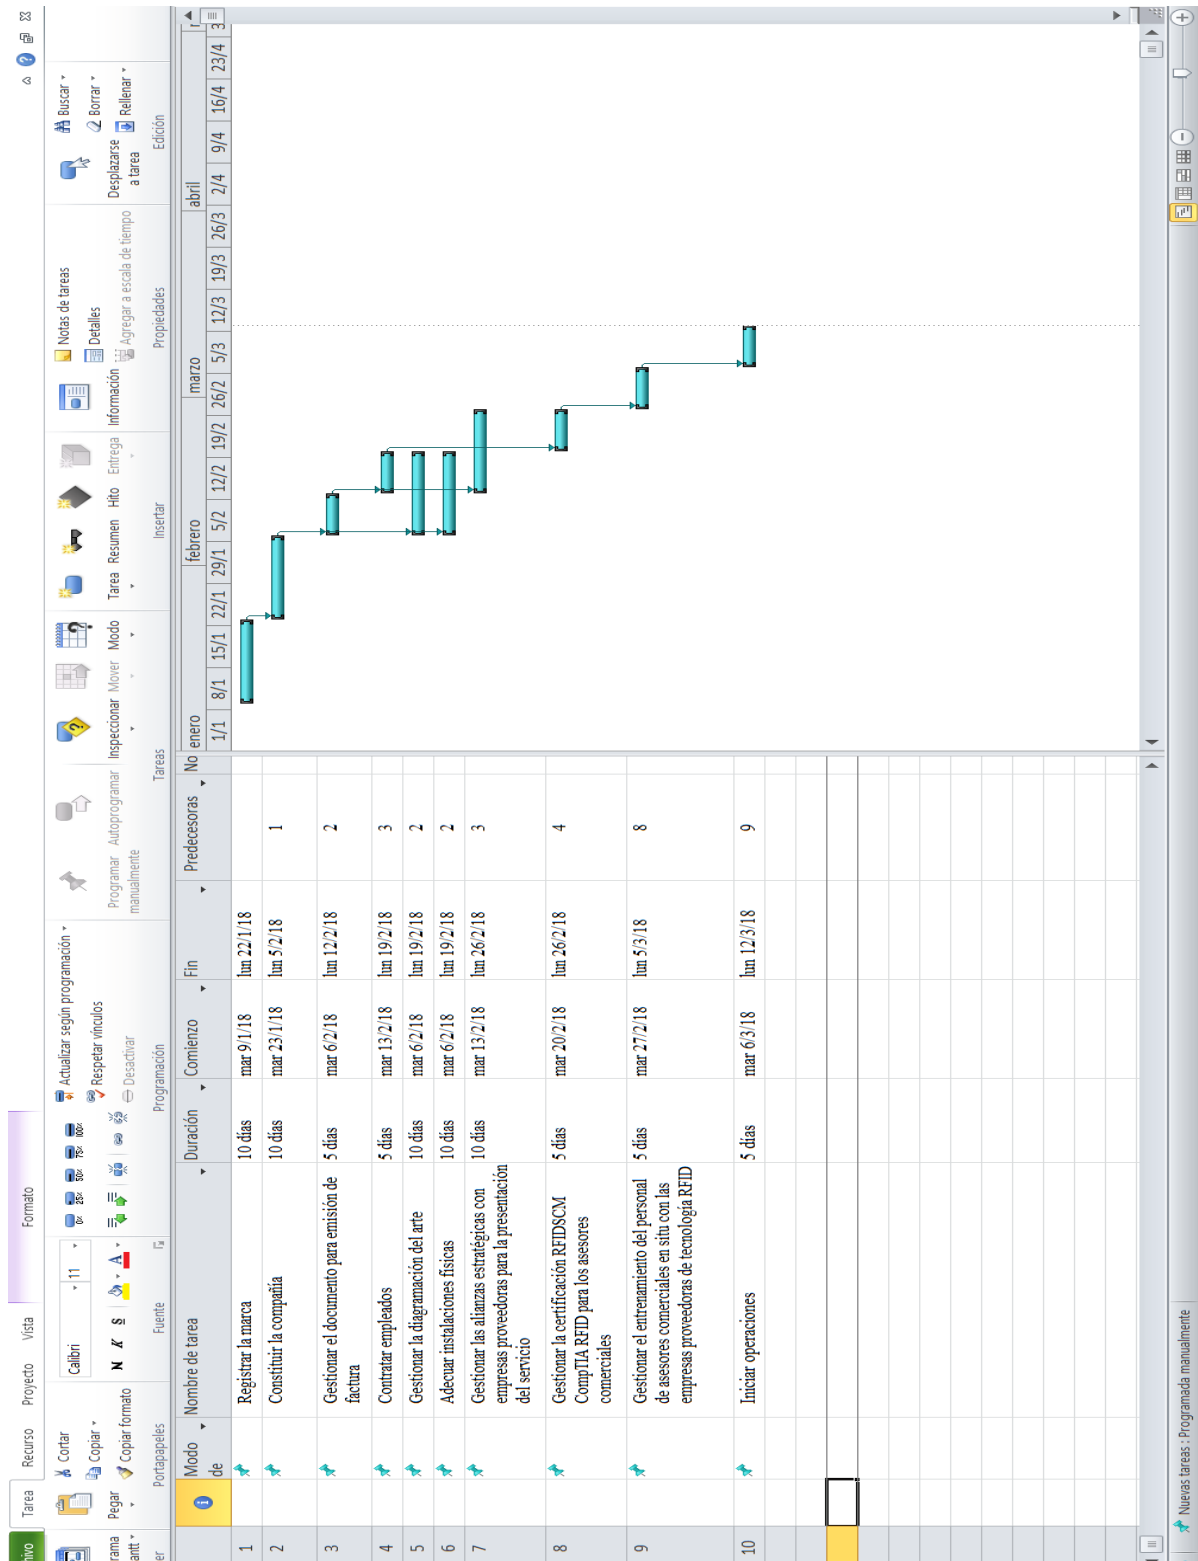 hivo Tarea Recurso Proyecto Vista Formato
Pegar
Cortar
Copiar
Copiar formato
Portapapeles
Calibri 11
N K S A
Fuente
0% 25% 50% 75% 100%
Actualizar según programación
Respetar vínculos
Desactivar
Programación
Programar manualmente
Autoprogramar
Inspeccionar
Mover
Modo
Tareas
Tarea
Resumen
Hito
Entrega
Insertar
Información
Notas de tareas
Detalles
Agregar a escala de tiempo
Propiedades
Desplazarse a tarea
Buscar
Borrar
Rellenar
Edición
Modo de Nombre de tarea Duración Comienzo Fin Predecesoras No
enero febrero marzo abril
1/1 8/1 15/1 22/1 29/1 5/2 12/2 19/2 26/2 5/3 12/3 19/3 26/3 2/4 9/4 16/4 23/4 3
1 Registrar la marca 10 días mar 9/1/18 lun 22/1/18
2 Constituir la compañía 10 días mar 23/1/18 lun 5/2/18 1
3 Gestionar el documento para emisión de 5 días mar 6/2/18 lun 12/2/18 2
factura
4 Contratar empleados 5 días mar 13/2/18 lun 19/2/18 3
5 Gestionar la diagramación del arte 10 días mar 6/2/18 lun 19/2/18 2
6 Adecuar instalaciones físicas 10 días mar 6/2/18 lun 19/2/18 2
7 Gestionar las alianzas estratégicas con 10 días mar 13/2/18 lun 26/2/18 3
empresas proveedoras para la presentación
del servicio
8 Gestionar la certificación RFIDSCM 5 días mar 20/2/18 lun 26/2/18 4
CompTIA RFID para los asesores
comerciales
9 Gestionar el entrenamiento del personal 5 días mar 27/2/18 lun 5/3/18 8
de asesores comerciales en situ con las
empresas proveedoras de tecnología RFID
10 Iniciar operaciones 5 días mar 6/3/18 lun 12/3/18 9
Nuevas tareas : Programada manualmente